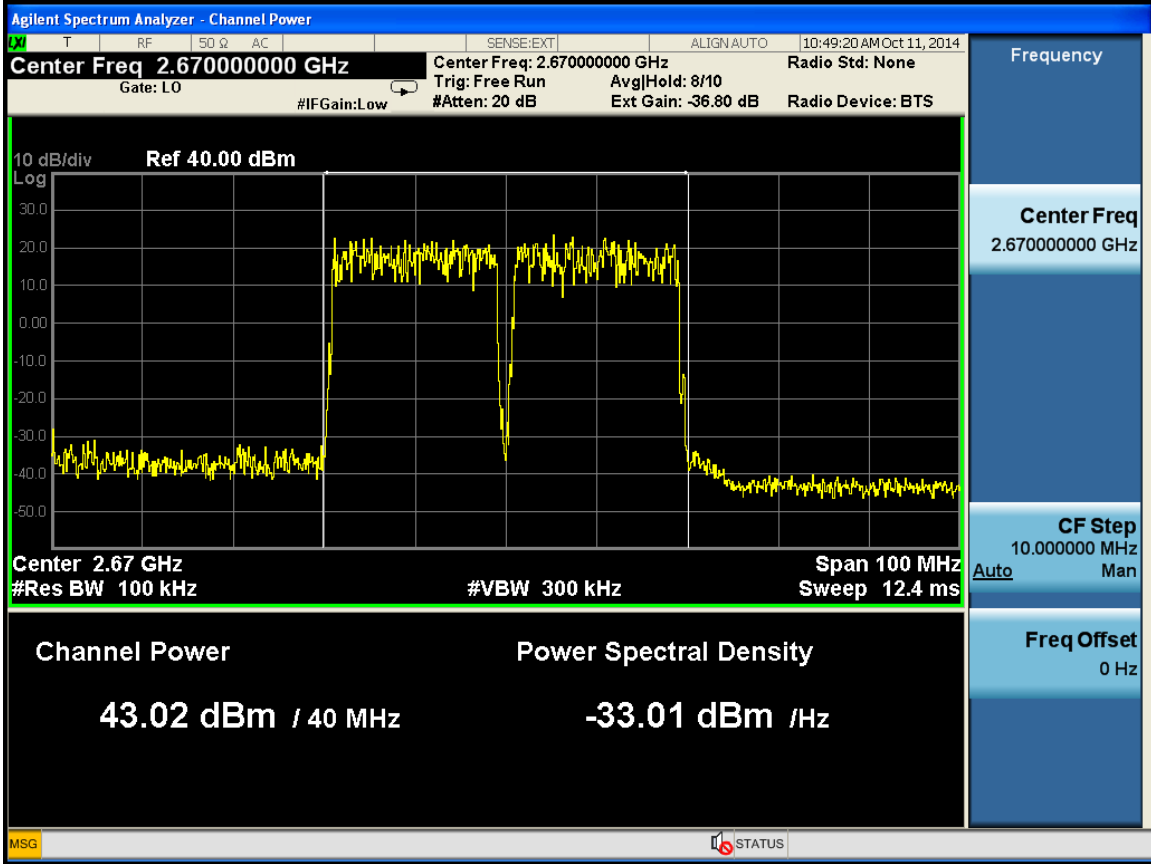 Agilent Spectrum Analyzer - Channel Power
LXI T RF 50 Ω AC SENSE:EXT ALIGN AUTO 10:49:20 AM Oct 11, 2014
Center Freq 2.670000000 GHz
Gate: LO
#IFGain:Low
Center Freq: 2.670000000 GHz
Radio Std: None
Trig: Free Run
Avg|Hold: 8/10
#Atten: 20 dB
Ext Gain: -36.80 dB
Radio Device: BTS
10 dB/div
Ref 40.00 dBm
Log
30.0
20.0
10.0
0.00
-10.0
-20.0
-30.0
-40.0
-50.0
Center 2.67 GHz
Span 100 MHz
#Res BW 100 kHz
#VBW 300 kHz
Sweep 12.4 ms
Channel Power
Power Spectral Density
43.02 dBm / 40 MHz
-33.01 dBm /Hz
Frequency
Center Freq
2.670000000 GHz
CF Step
10.000000 MHz
Auto Man
Freq Offset
0 Hz
MSG
STATUS